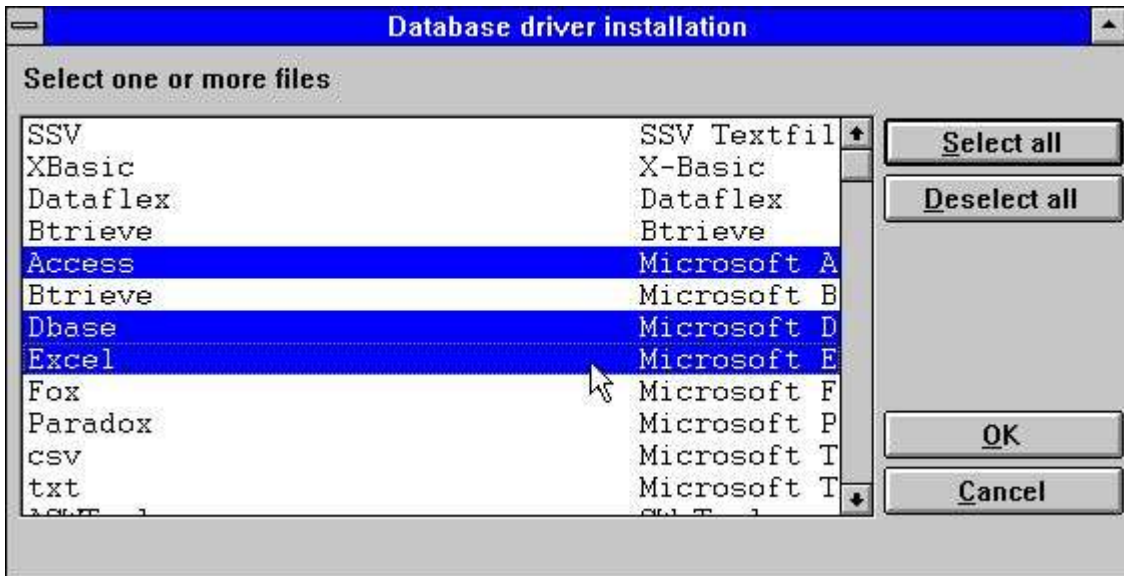 Database driver installation
Select one or more files
SSV SSV Textfil
XBasic X-Basic
Dataflex Dataflex
Btrieve Btrieve
Access Microsoft A
Btrieve Microsoft B
Dbase Microsoft D
Excel Microsoft E
Fox Microsoft F
Paradox Microsoft P
csv Microsoft T
txt Microsoft T
Select all
Deselect all
OK
Cancel